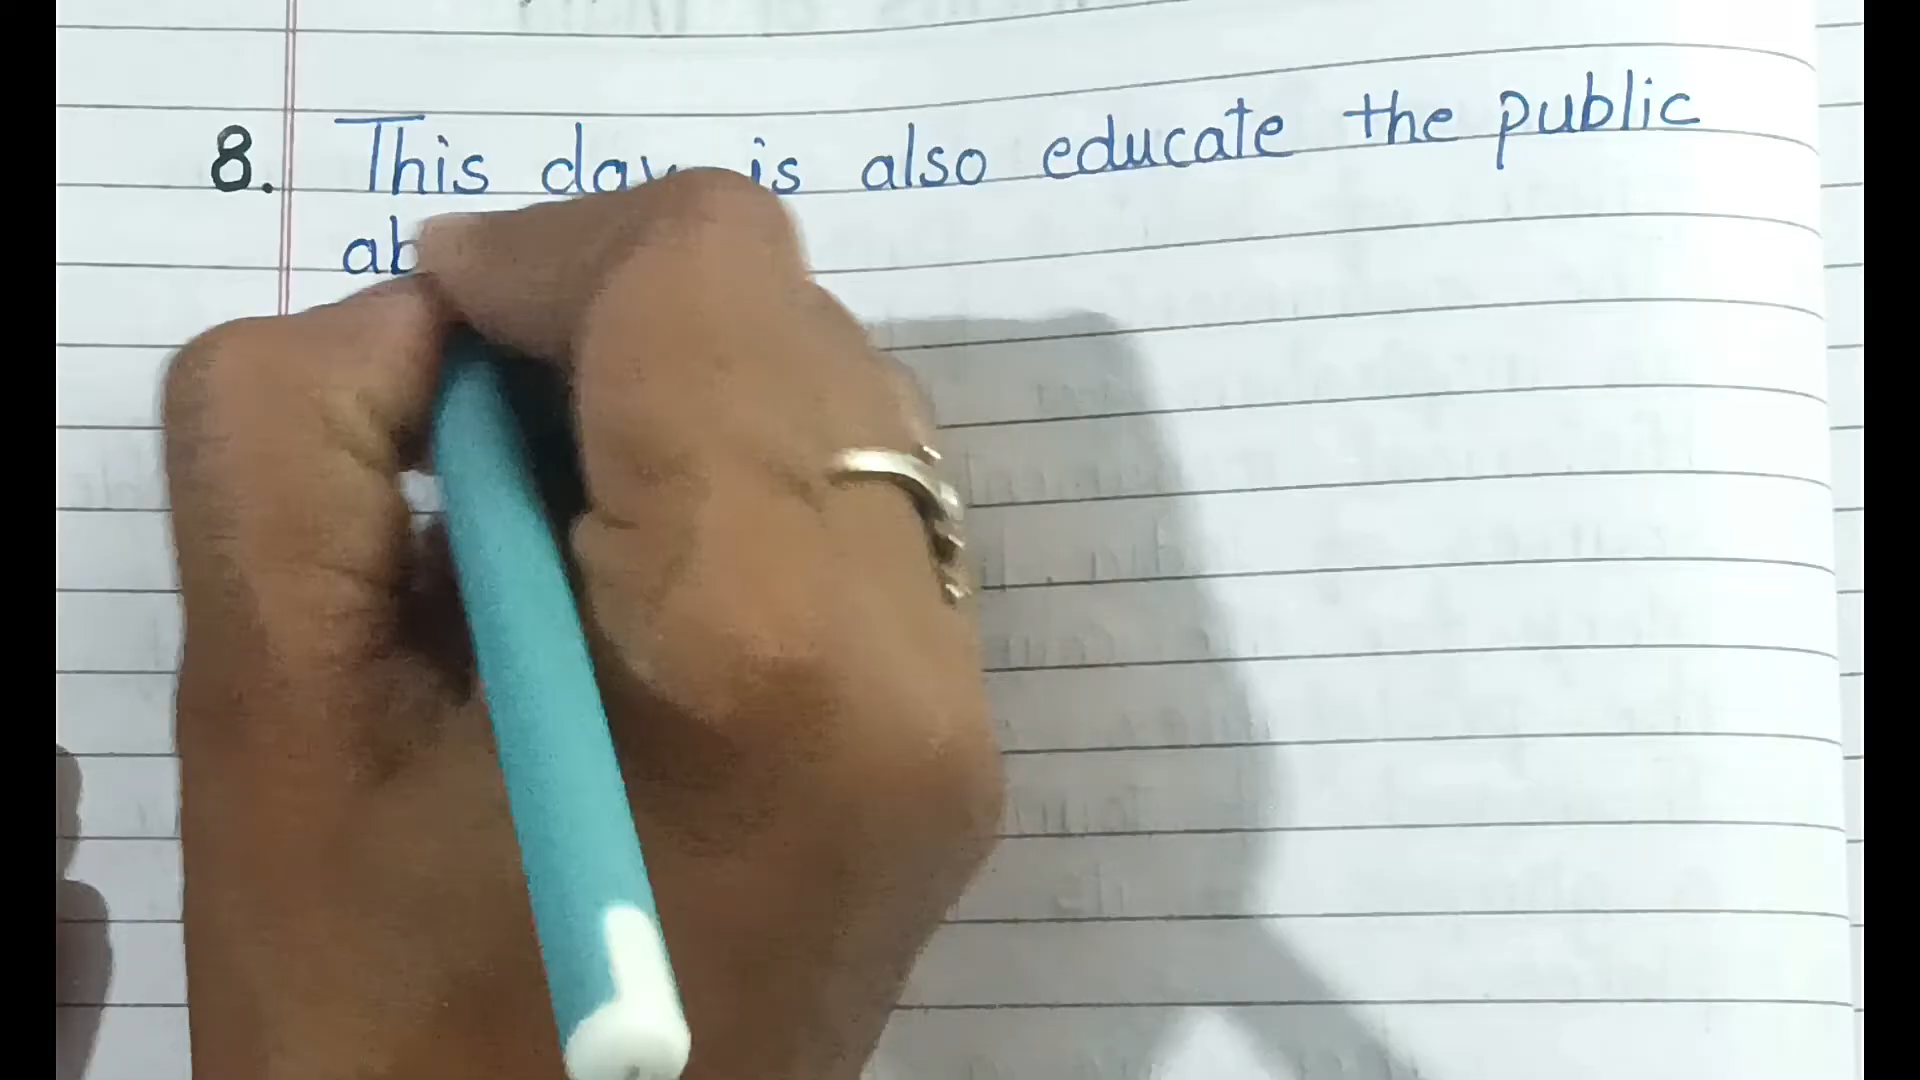 8. This day is also educate the public
ab